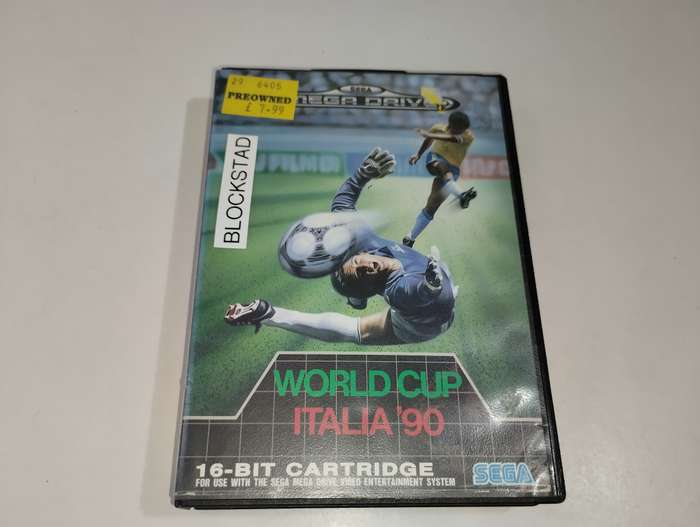 29 6405
PREOWNED
£ 7.99
SEGA
MEGA DRIVE
BLOCKSTAD
WORLD CUP
ITALIA '90
16-BIT CARTRIDGE
FOR USE WITH THE SEGA MEGA DRIVE VIDEO ENTERTAINMENT SYSTEM
SEGA